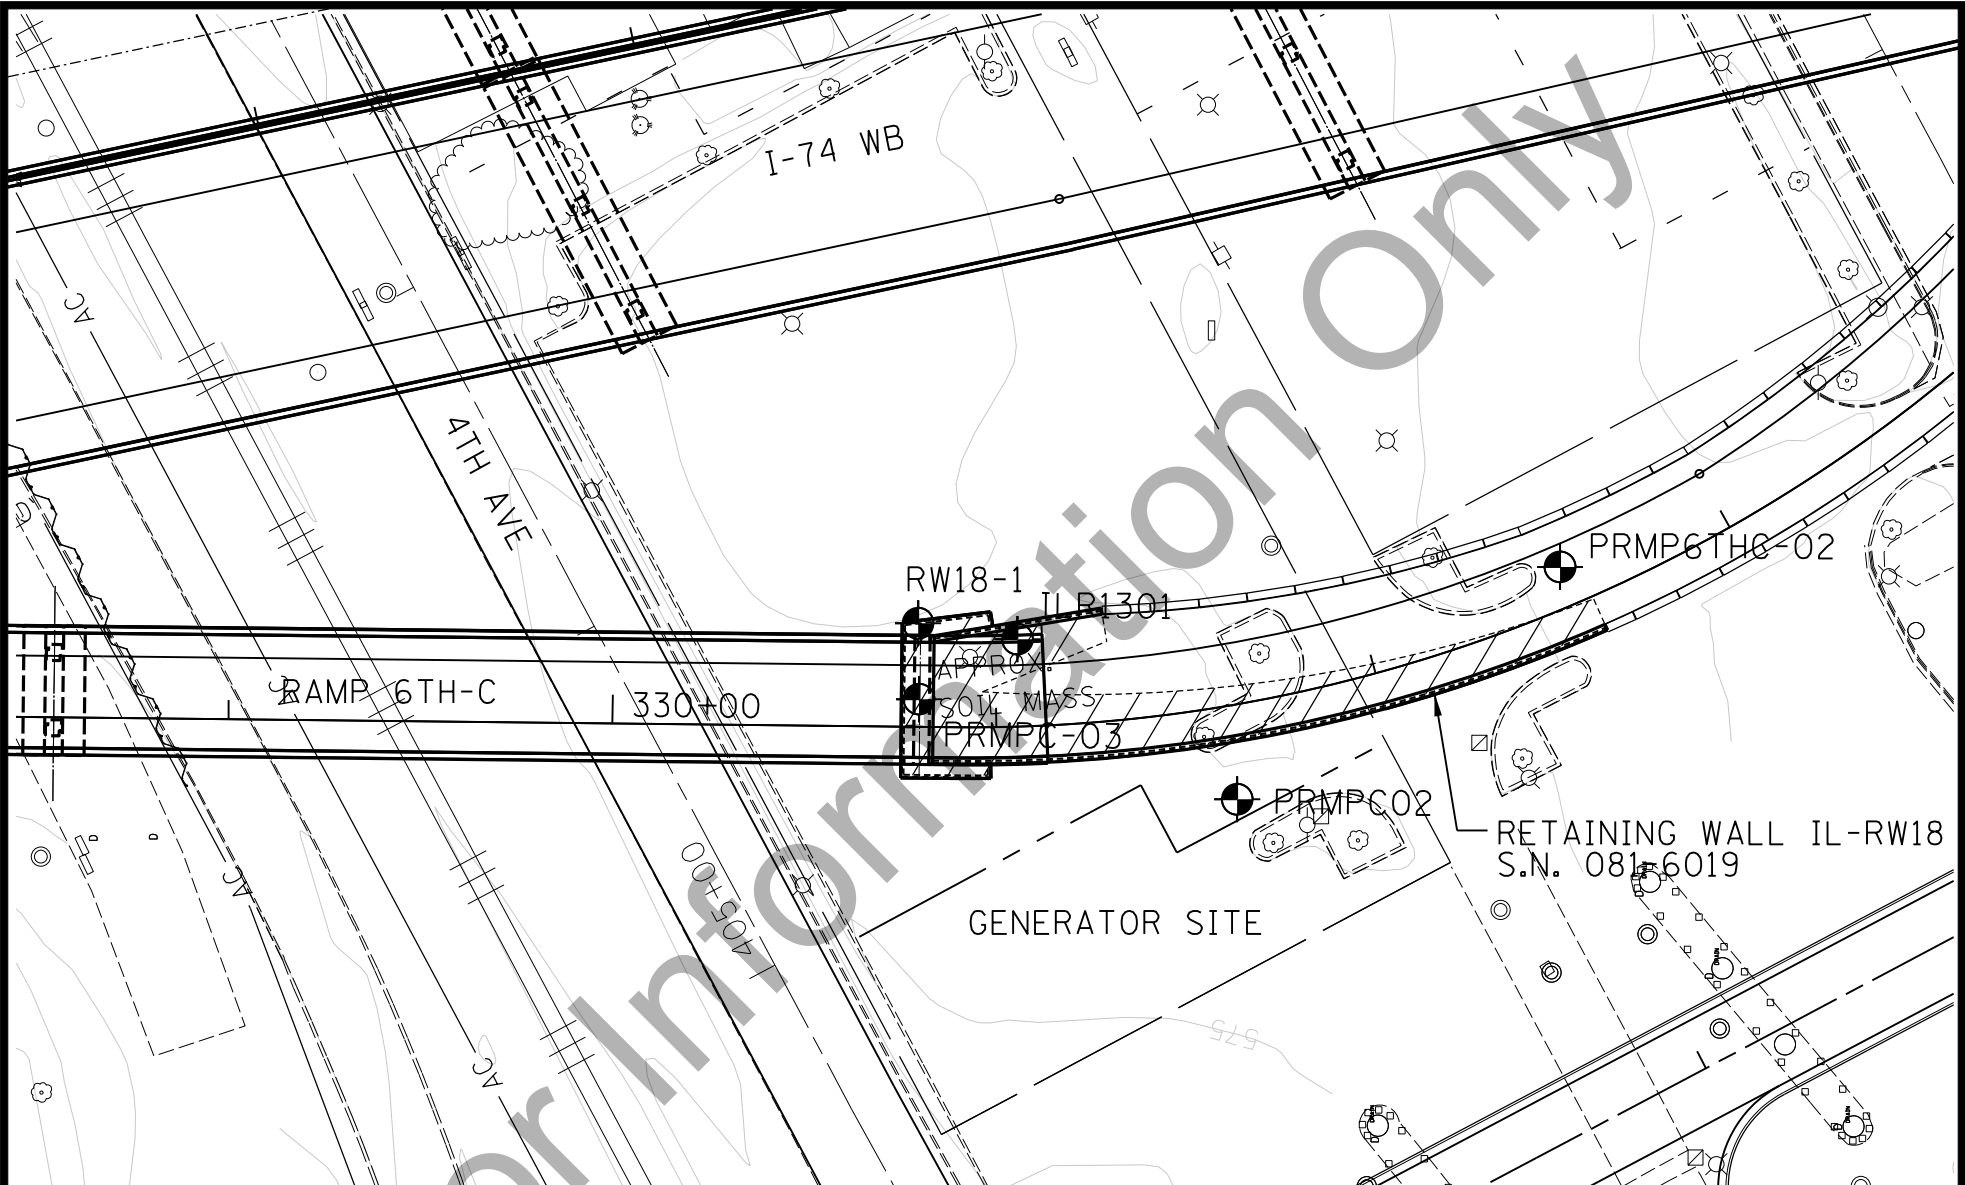 I-74 WB
AC
4TH AVE
PRMP6THC-02
RW18-1
ILR1301
APPROX.
RAMP 6TH-C
330+00
SOIL MASS
PRMPC-03
PRMPC02
RETAINING WALL IL-RW18
S.N. 081-6019
AC
405+00
GENERATOR SITE
575
AC
or Information Only